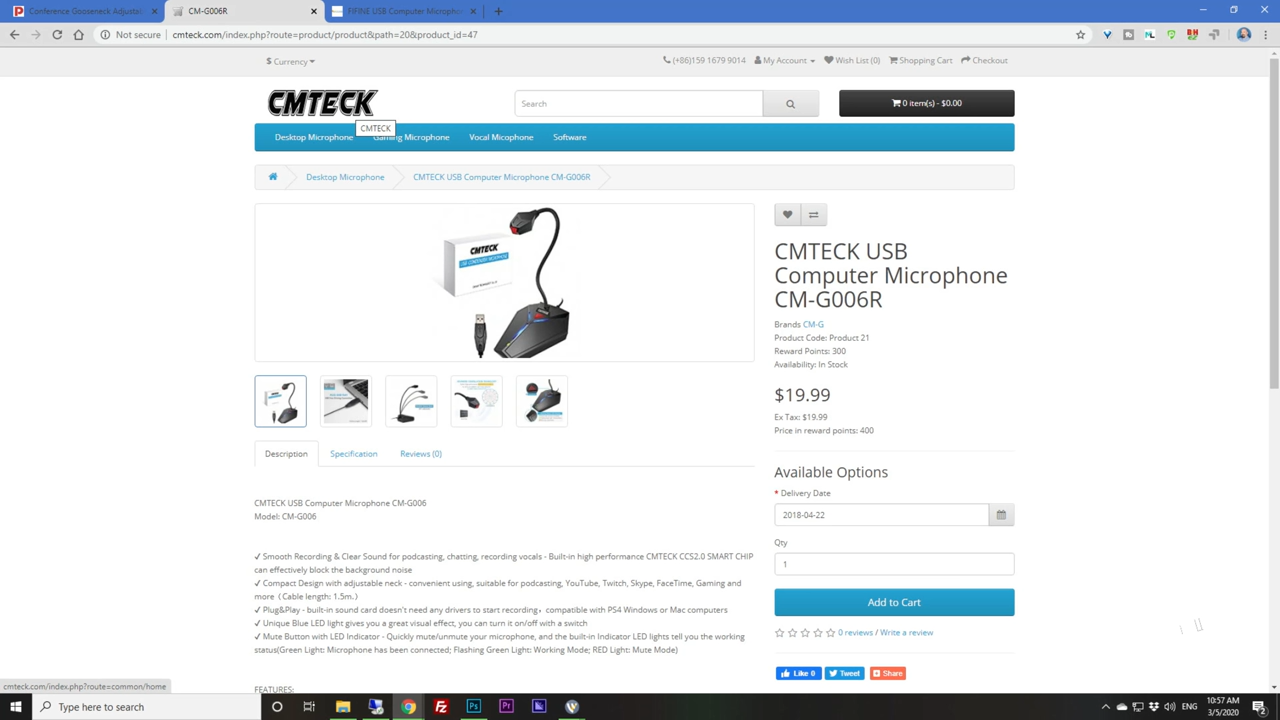 Conference Gooseneck Adjustab
CM-G006R
FIFINE USB Computer Microphon
Not secure
cmteck.com/index.php?route=product/product&path=20&product_id=47
$ Currency
(+86)159 1679 9014
My Account
Wish List (0)
Shopping Cart
Checkout
CMTECK
Search
0 item(s) - $0.00
CMTECK
Desktop Microphone
Gaming Microphone
Vocal Micophone
Software
Desktop Microphone
CMTECK USB Computer Microphone CM-G006R
CMTECK
CMTECK USB
Computer Microphone
CM-G006R
Brands CM-G
Product Code: Product 21
Reward Points: 300
Availability: In Stock
$19.99
Ex Tax: $19.99
Price in reward points: 400
Available Options
* Delivery Date
2018-04-22
Qty
1
Add to Cart
0 reviews / Write a review
Like 0
Tweet
Share
Description
Specification
Reviews (0)
CMTECK USB Computer Microphone CM-G006
Model: CM-G006
✓ Smooth Recording & Clear Sound for podcasting, chatting, recording vocals - Built-in high performance CMTECK CCS2.0 SMART CHIP
can effectively block the background noise
✓ Compact Design with adjustable neck - convenient using, suitable for podcasting, YouTube, Twitch, Skype, FaceTime, Gaming and
more（Cable length: 1.5m.）
✓ Plug&Play - built-in sound card doesn't need any drivers to start recording，compatible with PS4 Windows or Mac computers
✓ Unique Blue LED light gives you a great visual effect, you can turn it on/off with a switch
✓ Mute Button with LED Indicator - Quickly mute/unmute your microphone, and the built-in Indicator LED lights tell you the working
status(Green Light: Microphone has been connected; Flashing Green Light: Working Mode; RED Light: Mute Mode)
FEATURES:
cmteck.com/index.php?route=common/home
Type here to search
ENG
10:57 AM
3/5/2020
2